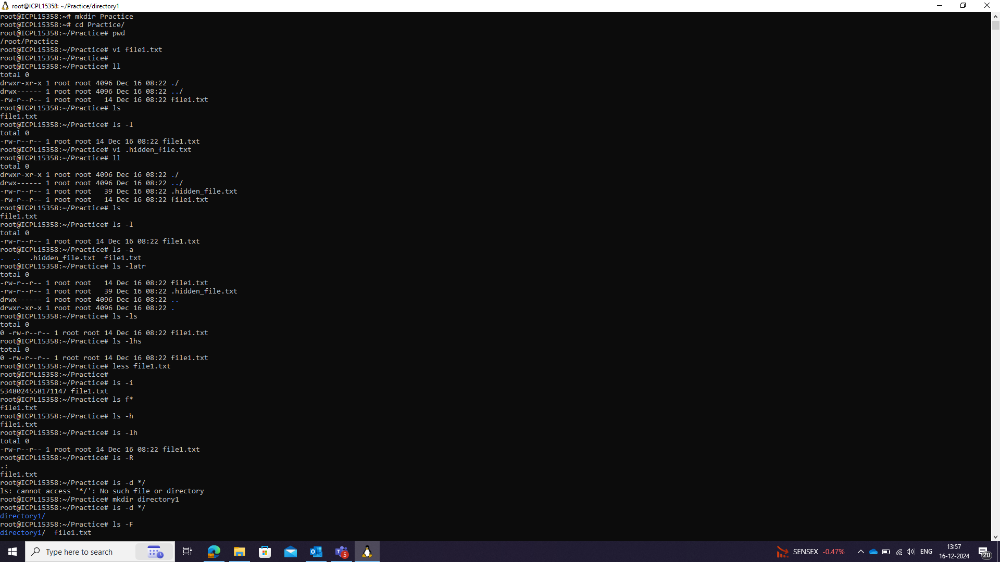 root@ICPL15358: ~/Practice/directory1
root@ICPL15358:~# mkdir Practice
root@ICPL15358:~# cd Practice/
root@ICPL15358:~/Practice# pwd
/root/Practice
root@ICPL15358:~/Practice# vi file1.txt
root@ICPL15358:~/Practice#
root@ICPL15358:~/Practice# ll
total 0
drwxr-xr-x 1 root root 4096 Dec 16 08:22 ./
drwx------ 1 root root 4096 Dec 16 08:22 ../
-rw-r--r-- 1 root root   14 Dec 16 08:22 file1.txt
root@ICPL15358:~/Practice# ls
file1.txt
root@ICPL15358:~/Practice# ls -l
total 0
-rw-r--r-- 1 root root 14 Dec 16 08:22 file1.txt
root@ICPL15358:~/Practice# vi .hidden_file.txt
root@ICPL15358:~/Practice# ll
total 0
drwxr-xr-x 1 root root 4096 Dec 16 08:22 ./
drwx------ 1 root root 4096 Dec 16 08:22 ../
-rw-r--r-- 1 root root   39 Dec 16 08:22 .hidden_file.txt
-rw-r--r-- 1 root root   14 Dec 16 08:22 file1.txt
root@ICPL15358:~/Practice# ls
file1.txt
root@ICPL15358:~/Practice# ls -l
total 0
-rw-r--r-- 1 root root 14 Dec 16 08:22 file1.txt
root@ICPL15358:~/Practice# ls -a
.  ..  .hidden_file.txt  file1.txt
root@ICPL15358:~/Practice# ls -latr
total 0
-rw-r--r-- 1 root root   14 Dec 16 08:22 file1.txt
-rw-r--r-- 1 root root   39 Dec 16 08:22 .hidden_file.txt
drwx------ 1 root root 4096 Dec 16 08:22 ..
drwxr-xr-x 1 root root 4096 Dec 16 08:22 .
root@ICPL15358:~/Practice# ls -ls
total 0
0 -rw-r--r-- 1 root root 14 Dec 16 08:22 file1.txt
root@ICPL15358:~/Practice# ls -lhs
total 0
0 -rw-r--r-- 1 root root 14 Dec 16 08:22 file1.txt
root@ICPL15358:~/Practice# less file1.txt
root@ICPL15358:~/Practice#
root@ICPL15358:~/Practice# ls -i
5348024558171147 file1.txt
root@ICPL15358:~/Practice# ls f*
file1.txt
root@ICPL15358:~/Practice# ls -h
file1.txt
root@ICPL15358:~/Practice# ls -lh
total 0
-rw-r--r-- 1 root root 14 Dec 16 08:22 file1.txt
root@ICPL15358:~/Practice# ls -R
.:
file1.txt
root@ICPL15358:~/Practice# ls -d */
ls: cannot access '*/': No such file or directory
root@ICPL15358:~/Practice# mkdir directory1
root@ICPL15358:~/Practice# ls -d */
directory1/
root@ICPL15358:~/Practice# ls -F
directory1/  file1.txt
Type here to search
5
SENSEX -0.47%
ENG
13:57
16-12-2024
20